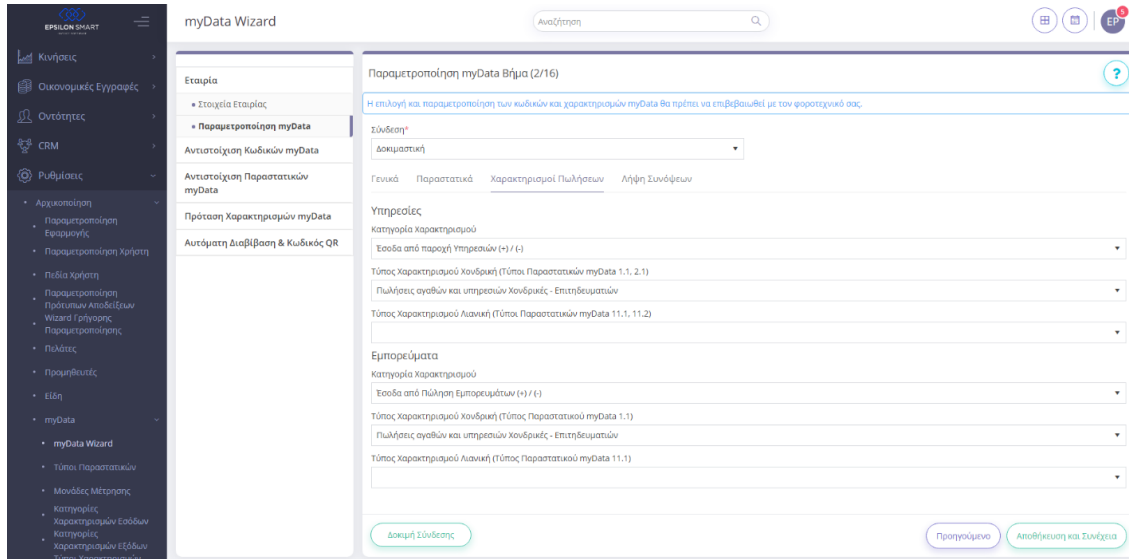 EPSILON SMART
myData Wizard
Αναζήτηση
EP
5
Κινήσεις
Οικονομικές Εγγραφές
Οντότητες
CRM
Ρυθμίσεις
Αρχικοποίηση
Παραμετροποίηση
Εφαρμογής
Παραμετροποίηση Χρήστη
Πεδία Χρήστη
Παραμετροποίηση
Πρότυπων Αποδείξεων
Wizard Γρήγορης
Παραμετροποίησης
Πελάτες
Προμηθευτές
Είδη
myData
myData Wizard
Τύποι Παραστατικών
Μονάδες Μέτρησης
Κατηγορίες
Χαρακτηρισμών Εσόδων
Κατηγορίες
Χαρακτηρισμών Εξόδων
Τύποι Χαρακτηρισμών
Εταιρία
Στοιχεία Εταιρίας
Παραμετροποίηση myData
Αντιστοίχιση Κωδικών myData
Αντιστοίχιση Παραστατικών
myData
Πρόταση Χαρακτηρισμών myData
Αυτόματη Διαβίβαση & Κωδικός QR
Παραμετροποίηση myData Βήμα (2/16)
?
Η επιλογή και παραμετροποίηση των κωδικών και χαρακτηρισμών myData θα πρέπει να επιβεβαιωθεί με τον φοροτεχνικό σας.
Σύνδεση*
Δοκιμαστική
Γενικά Παραστατικά Χαρακτηρισμοί Πωλήσεων Λήψη Συνόψεων
Υπηρεσίες
Κατηγορία Χαρακτηρισμού
Έσοδα από παροχή Υπηρεσιών (+) / (-)
Τύπος Χαρακτηρισμού Χονδρική (Τύποι Παραστατικών myData 1.1, 2.1)
Πωλήσεις αγαθών και υπηρεσιών Χονδρικές - Επιτηδευματιών
Τύπος Χαρακτηρισμού Λιανική (Τύποι Παραστατικών myData 11.1, 11.2)
Εμπορεύματα
Κατηγορία Χαρακτηρισμού
Έσοδα από Πώληση Εμπορευμάτων (+) / (-)
Τύπος Χαρακτηρισμού Χονδρική (Τύπος Παραστατικού myData 1.1)
Πωλήσεις αγαθών και υπηρεσιών Χονδρικές - Επιτηδευματιών
Τύπος Χαρακτηρισμού Λιανική (Τύπος Παραστατικού myData 11.1)
Δοκιμή Σύνδεσης
Προηγούμενο
Αποθήκευση και Συνέχεια